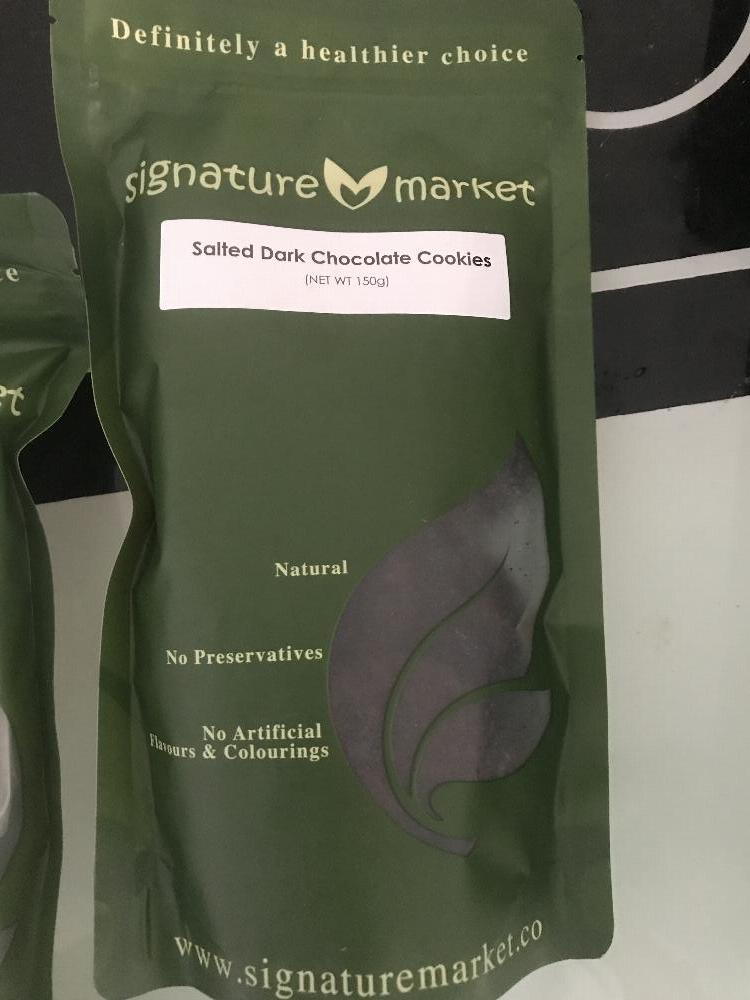 Definitely a healthier choice
signature market
Salted Dark Chocolate Cookies
(NET WT 150g)
Natural
No Preservatives
No Artificial
Flavours & Colourings
www.signaturemarket.co